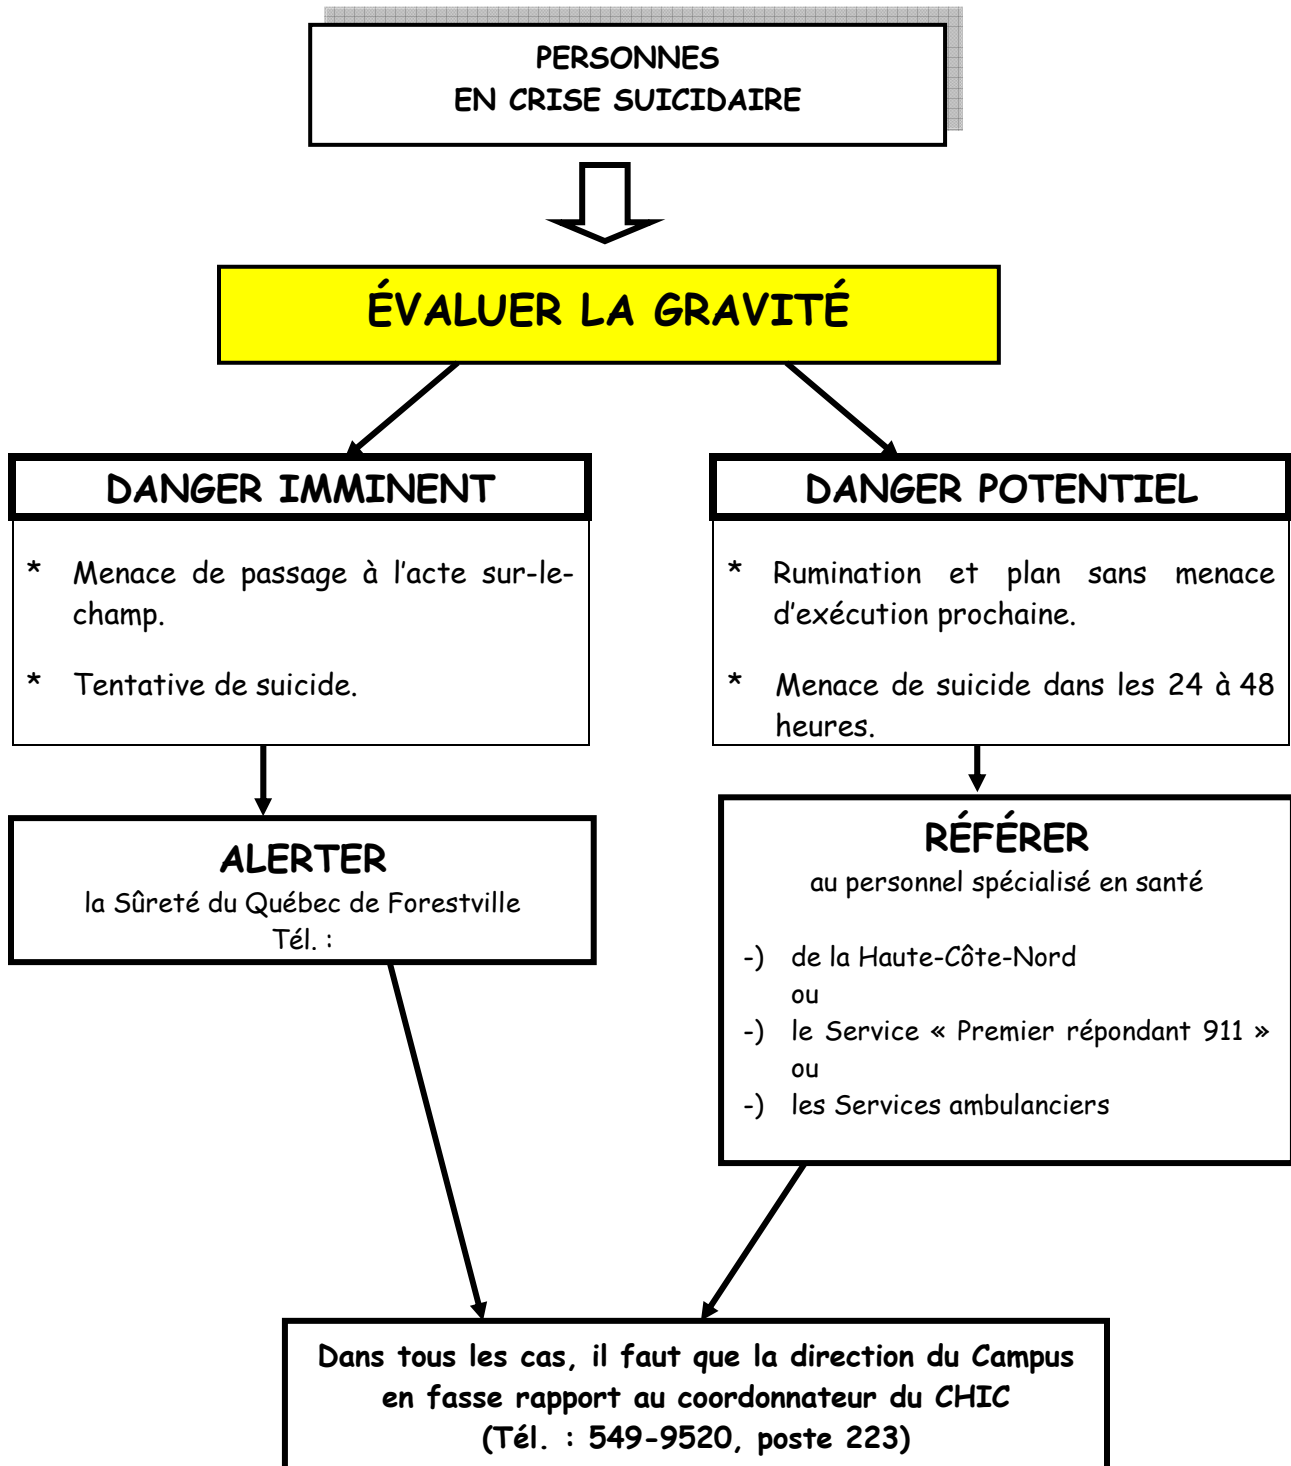 PERSONNES
EN CRISE SUICIDAIRE
ÉVALUER LA GRAVITÉ
DANGER IMMINENT
* Menace de passage à l'acte sur-le-
champ.
* Tentative de suicide.
ALERTER
la Sûreté du Québec de Forestville
Tél. :
DANGER POTENTIEL
* Rumination et plan sans menace
d'exécution prochaine.
* Menace de suicide dans les 24 à 48
heures.
RÉFÉRER
au personnel spécialisé en santé
-) de la Haute-Côte-Nord
ou
-) le Service « Premier répondant 911 »
ou
-) les Services ambulanciers
Dans tous les cas, il faut que la direction du Campus
en fasse rapport au coordonnateur du CHIC
(Tél. : 549-9520, poste 223)